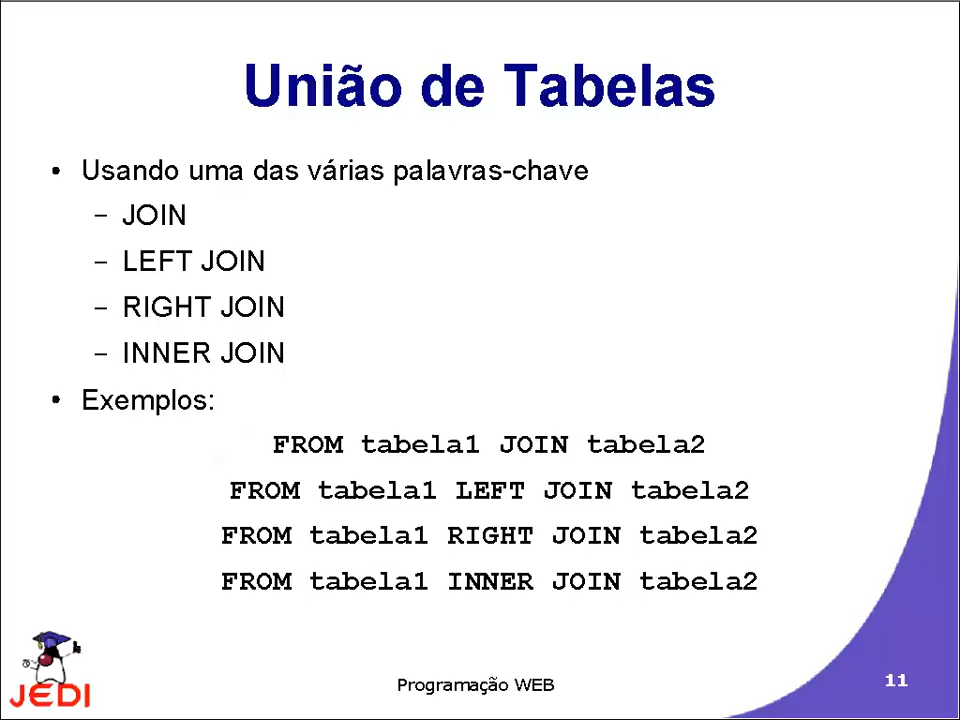 União de Tabelas
• Usando uma das várias palavras-chave
– JOIN
– LEFT JOIN
– RIGHT JOIN
– INNER JOIN
• Exemplos:
FROM tabela1 JOIN tabela2
FROM tabela1 LEFT JOIN tabela2
FROM tabela1 RIGHT JOIN tabela2
FROM tabela1 INNER JOIN tabela2
JEDI
Programação WEB
11